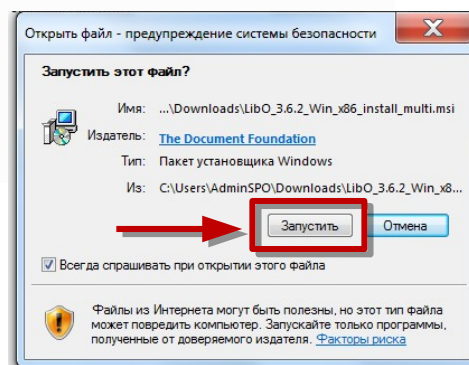 Открыть файл - предупреждение системы безопасности
Запустить этот файл?
Имя: ...\Downloads\LibO_3.6.2_Win_x86_install_multi.msi
Издатель: The Document Foundation
Тип: Пакет установщика Windows
Из: C:\Users\AdminSPO\Downloads\LibO_3.6.2_Win_x8...
Запустить Отмена
Всегда спрашивать при открытии этого файла
Файлы из Интернета могут быть полезны, но этот тип файла
может повредить компьютер. Запускайте только программы,
полученные от доверяемого издателя. Факторы риска